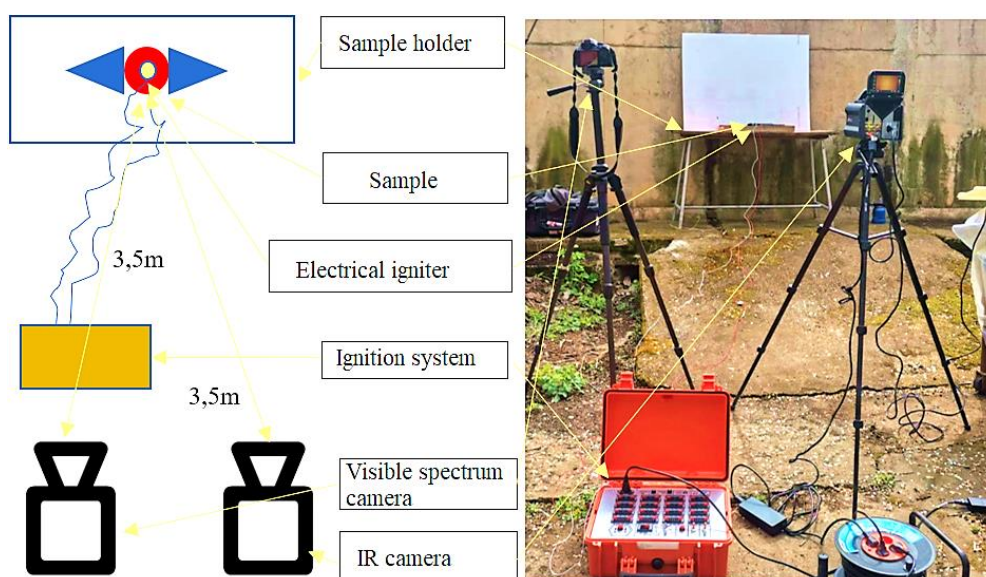 Sample holder
Sample
3,5m
Electrical igniter
Ignition system
3,5m
Visible spectrum
camera
IR camera